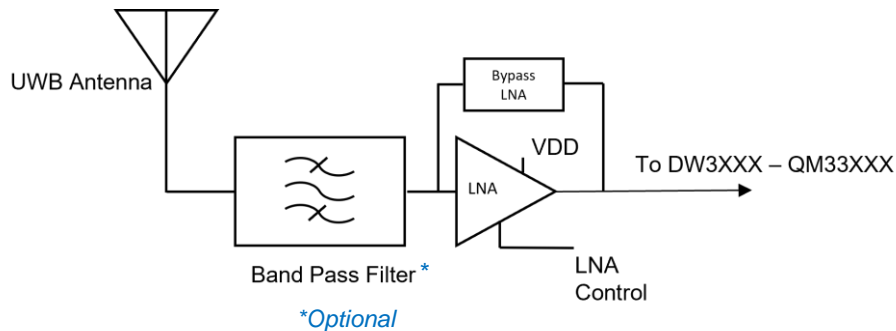 UWB Antenna
Bypass
LNA
VDD
To DW3XXX – QM33XXX
LNA
LNA
Control
Band Pass Filter *
*Optional